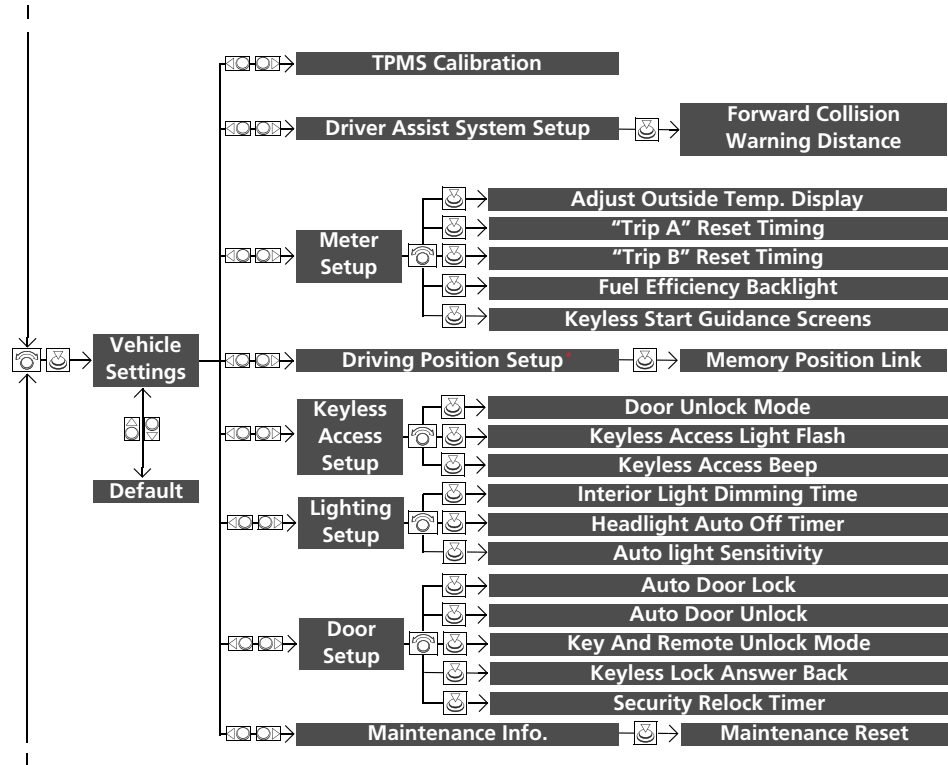 TPMS Calibration
Driver Assist System Setup
Forward Collision
Warning Distance
Meter
Setup
Adjust Outside Temp. Display
“Trip A” Reset Timing
“Trip B” Reset Timing
Fuel Efficiency Backlight
Keyless Start Guidance Screens
Vehicle
Settings
Driving Position Setup*
Memory Position Link
Default
Keyless
Access
Setup
Door Unlock Mode
Keyless Access Light Flash
Keyless Access Beep
Lighting
Setup
Interior Light Dimming Time
Headlight Auto Off Timer
Auto light Sensitivity
Door
Setup
Auto Door Lock
Auto Door Unlock
Key And Remote Unlock Mode
Keyless Lock Answer Back
Security Relock Timer
Maintenance Info.
Maintenance Reset